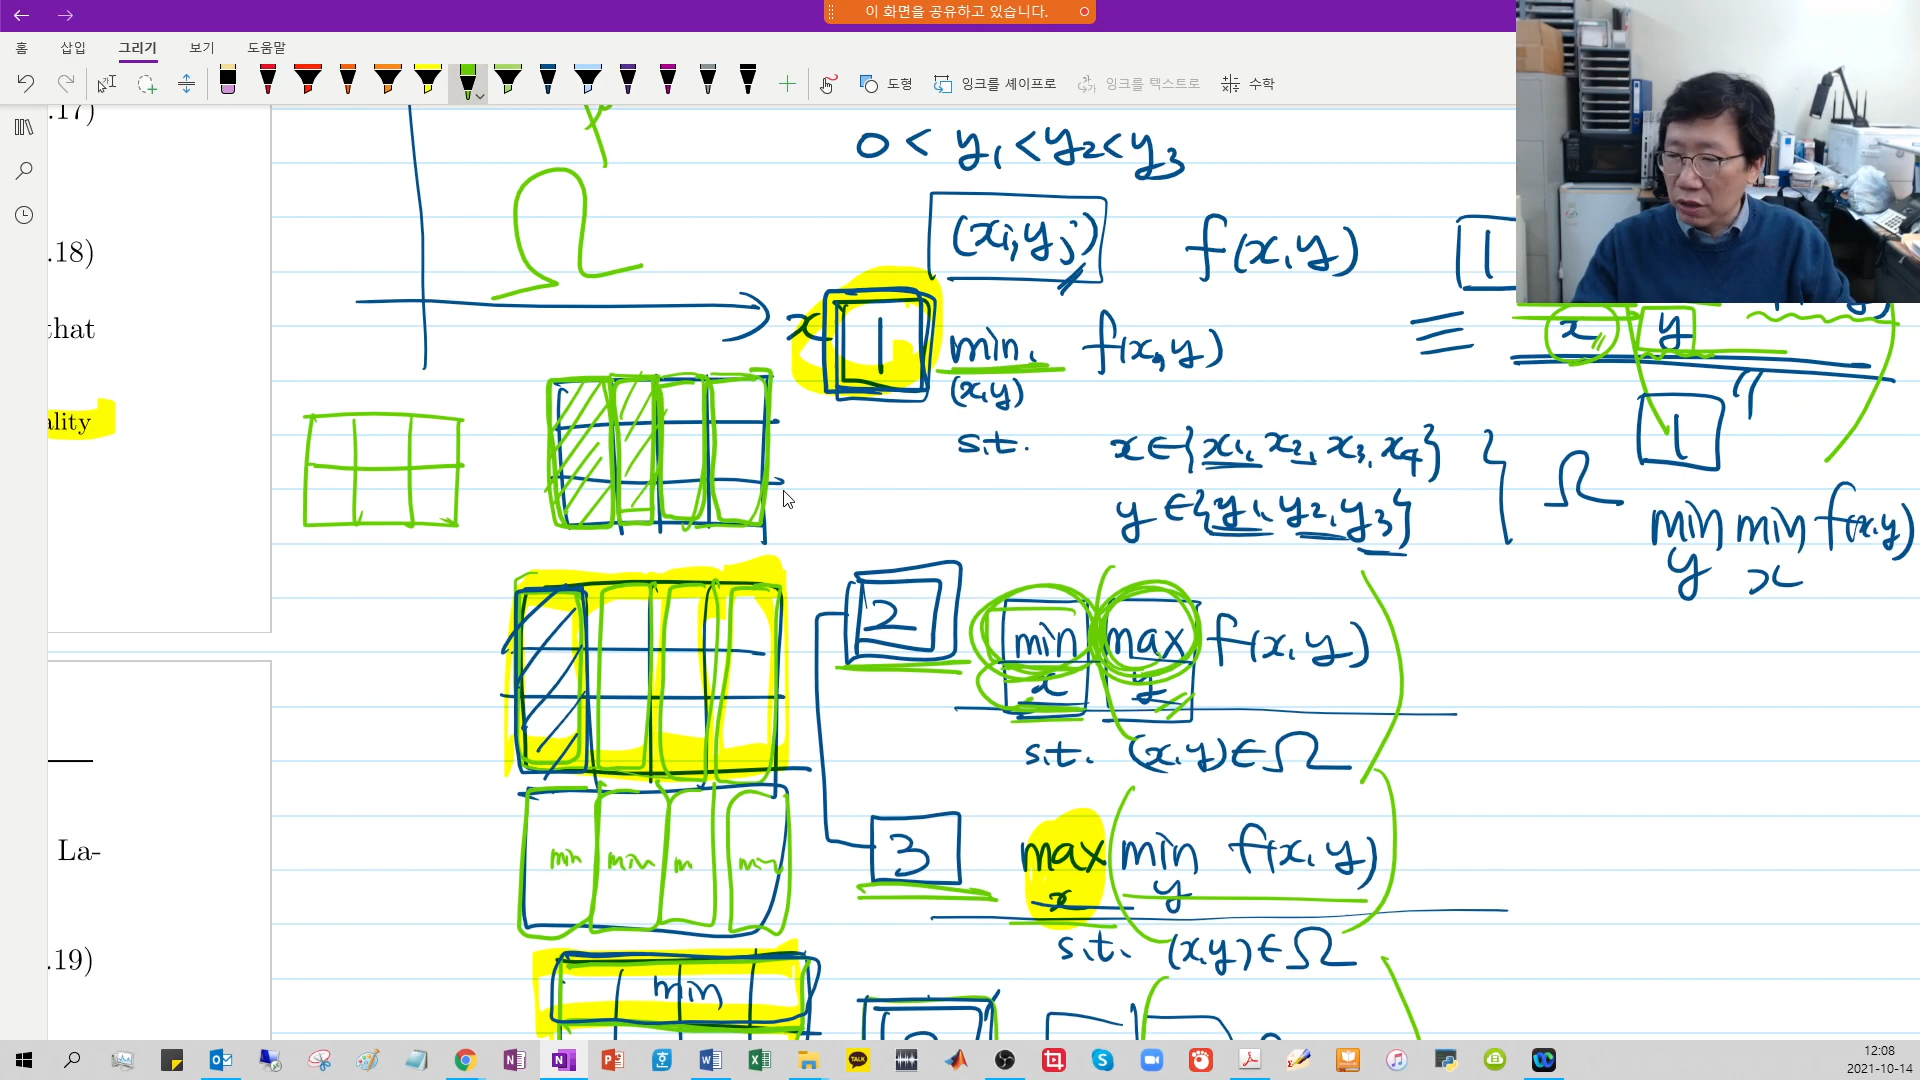 이 화면을 공유하고 있습니다.
홈 삽입 그리기 보기 도움말
도형 잉크를 셰이프로 잉크를 텍스트로 수학
.17)
.18)
that
ality
La-
.19)
0 < y₁ < y₂ < y₃
(xᵢ, yⱼ) f(x, y) 1
Ω
x 1 min. f(x, y) ≡ x y
(x, y)
1
s.t. x ∈ {x₁, x₂, x₃, x₄}
y ∈ {y₁, y₂, y₃} Ω
min min f(x, y)
y x
2 min max f(x, y)
x y
s.t. (x, y) ∈ Ω
min min m min
3 max min f(x, y)
x y
s.t. (x, y) ∈ Ω
min
12:08
2021-10-14